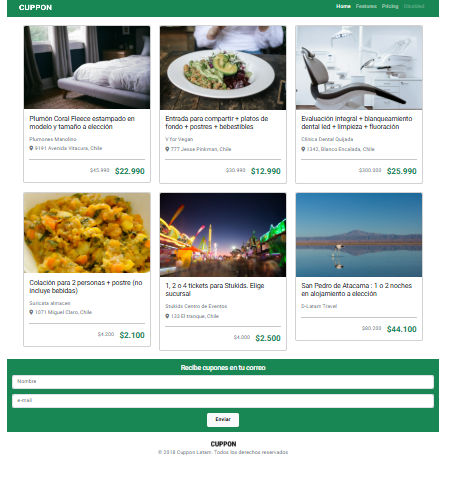 CUPPON
Home Features Pricing Disabled
Plumón Coral Fleece estampado en
modelo y tamaño a elección
Plumones Manolino
9191 Avenida Vitacura, Chile
$45.990 $22.990
Entrada para compartir + platos de
fondo + postres + bebestibles
V for Vegan
777 Jesse Pinkman, Chile
$30.990 $12.990
Evaluación integral + blanqueamiento
dental led + limpieza + fluoración
Clínica Dental Quijada
1342, Blanco Escalada, Chile
$300.000 $25.990
Colación para 2 personas + postre (no
incluye bebidas)
Suricata almacen
1071 Miguel Claro, Chile
$4.200 $2.100
1, 2 o 4 tickets para Stukids. Elige
sucursal
Stukids Centro de Eventos
123 El tranque, Chile
$4.000 $2.500
San Pedro de Atacama : 1 o 2 noches
en alojamiento a elección
D-Latam Travel
$80.200 $44.100
Recibe cupones en tu correo
Nombre
e-mail
Enviar
CUPPON
© 2018 Cuppon Latam. Todos los derechos reservados